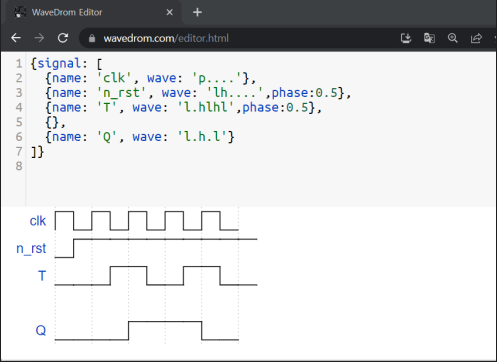 WaveDrom Editor
wavedrom.com/editor.html
1 {signal: [
2 {name: 'clk', wave: 'p....'},
3 {name: 'n_rst', wave: 'lh....',phase:0.5},
4 {name: 'T', wave: 'l.hlhl',phase:0.5},
5 {},
6 {name: 'Q', wave: 'l.h.l'}
7 ]}
8
clk
n_rst
T
Q